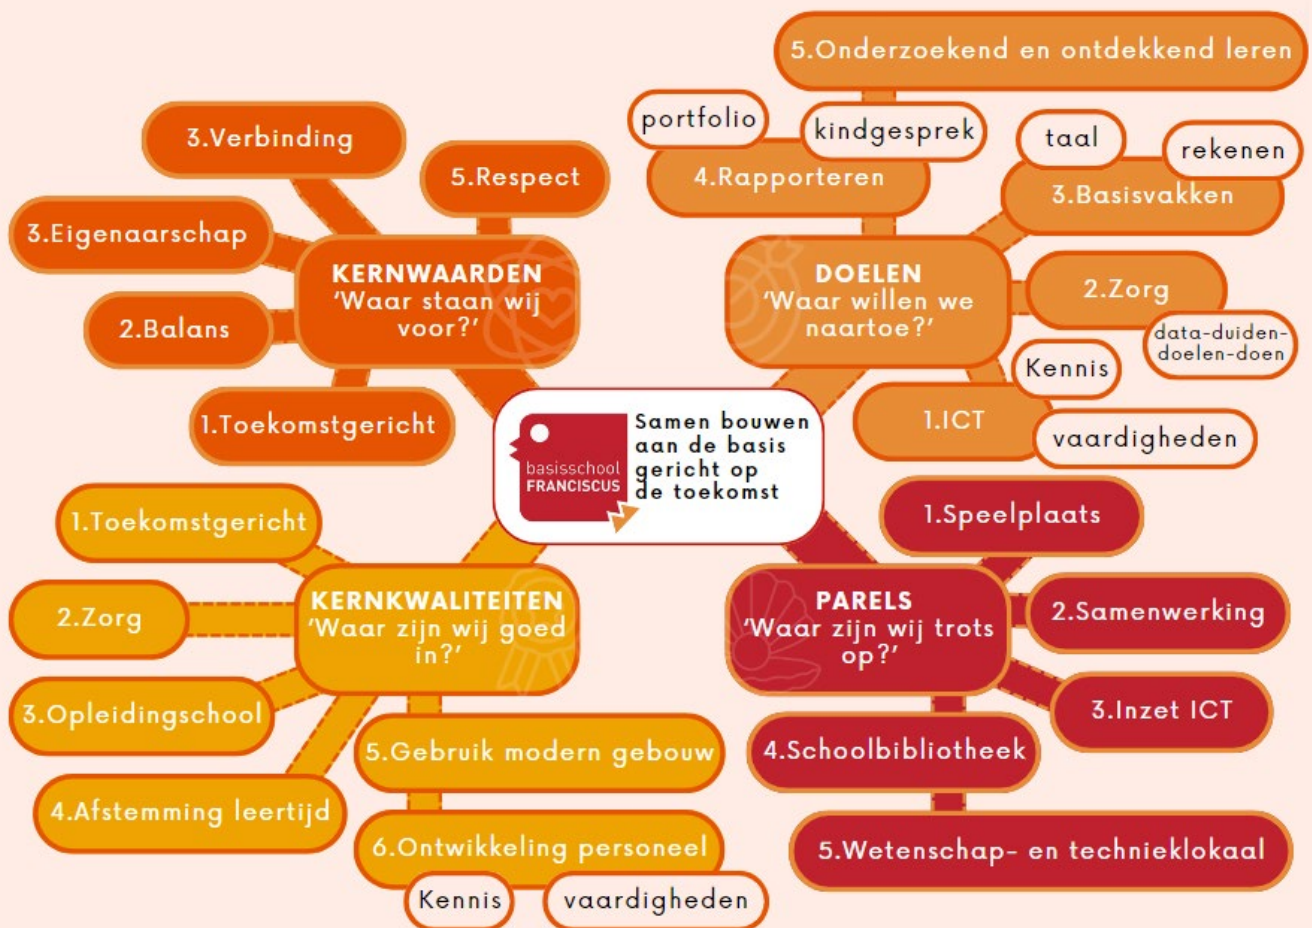 KERNWAARDEN
'Waar staan wij
voor?'
3.Verbinding
5.Respect
3.Eigenaarschap
2.Balans
1.Toekomstgericht
DOELEN
'Waar willen we
naartoe?'
5.Onderzoekend en ontdekkend leren
portfolio
kindgesprek
4.Rapporteren
taal
rekenen
3.Basisvakken
2.Zorg
data-duiden-
doelen-doen
Kennis
1.ICT
vaardigheden
basisschool
FRANCISCUS
Samen bouwen
aan de basis
gericht op
de toekomst
KERNKWALITEITEN
'Waar zijn wij goed
in?'
1.Toekomstgericht
2.Zorg
3.Opleidingschool
4.Afstemming leertijd
5.Gebruik modern gebouw
6.Ontwikkeling personeel
Kennis
vaardigheden
PARELS
'Waar zijn wij trots
op?'
1.Speelplaats
2.Samenwerking
3.Inzet ICT
4.Schoolbibliotheek
5.Wetenschap- en technieklokaal